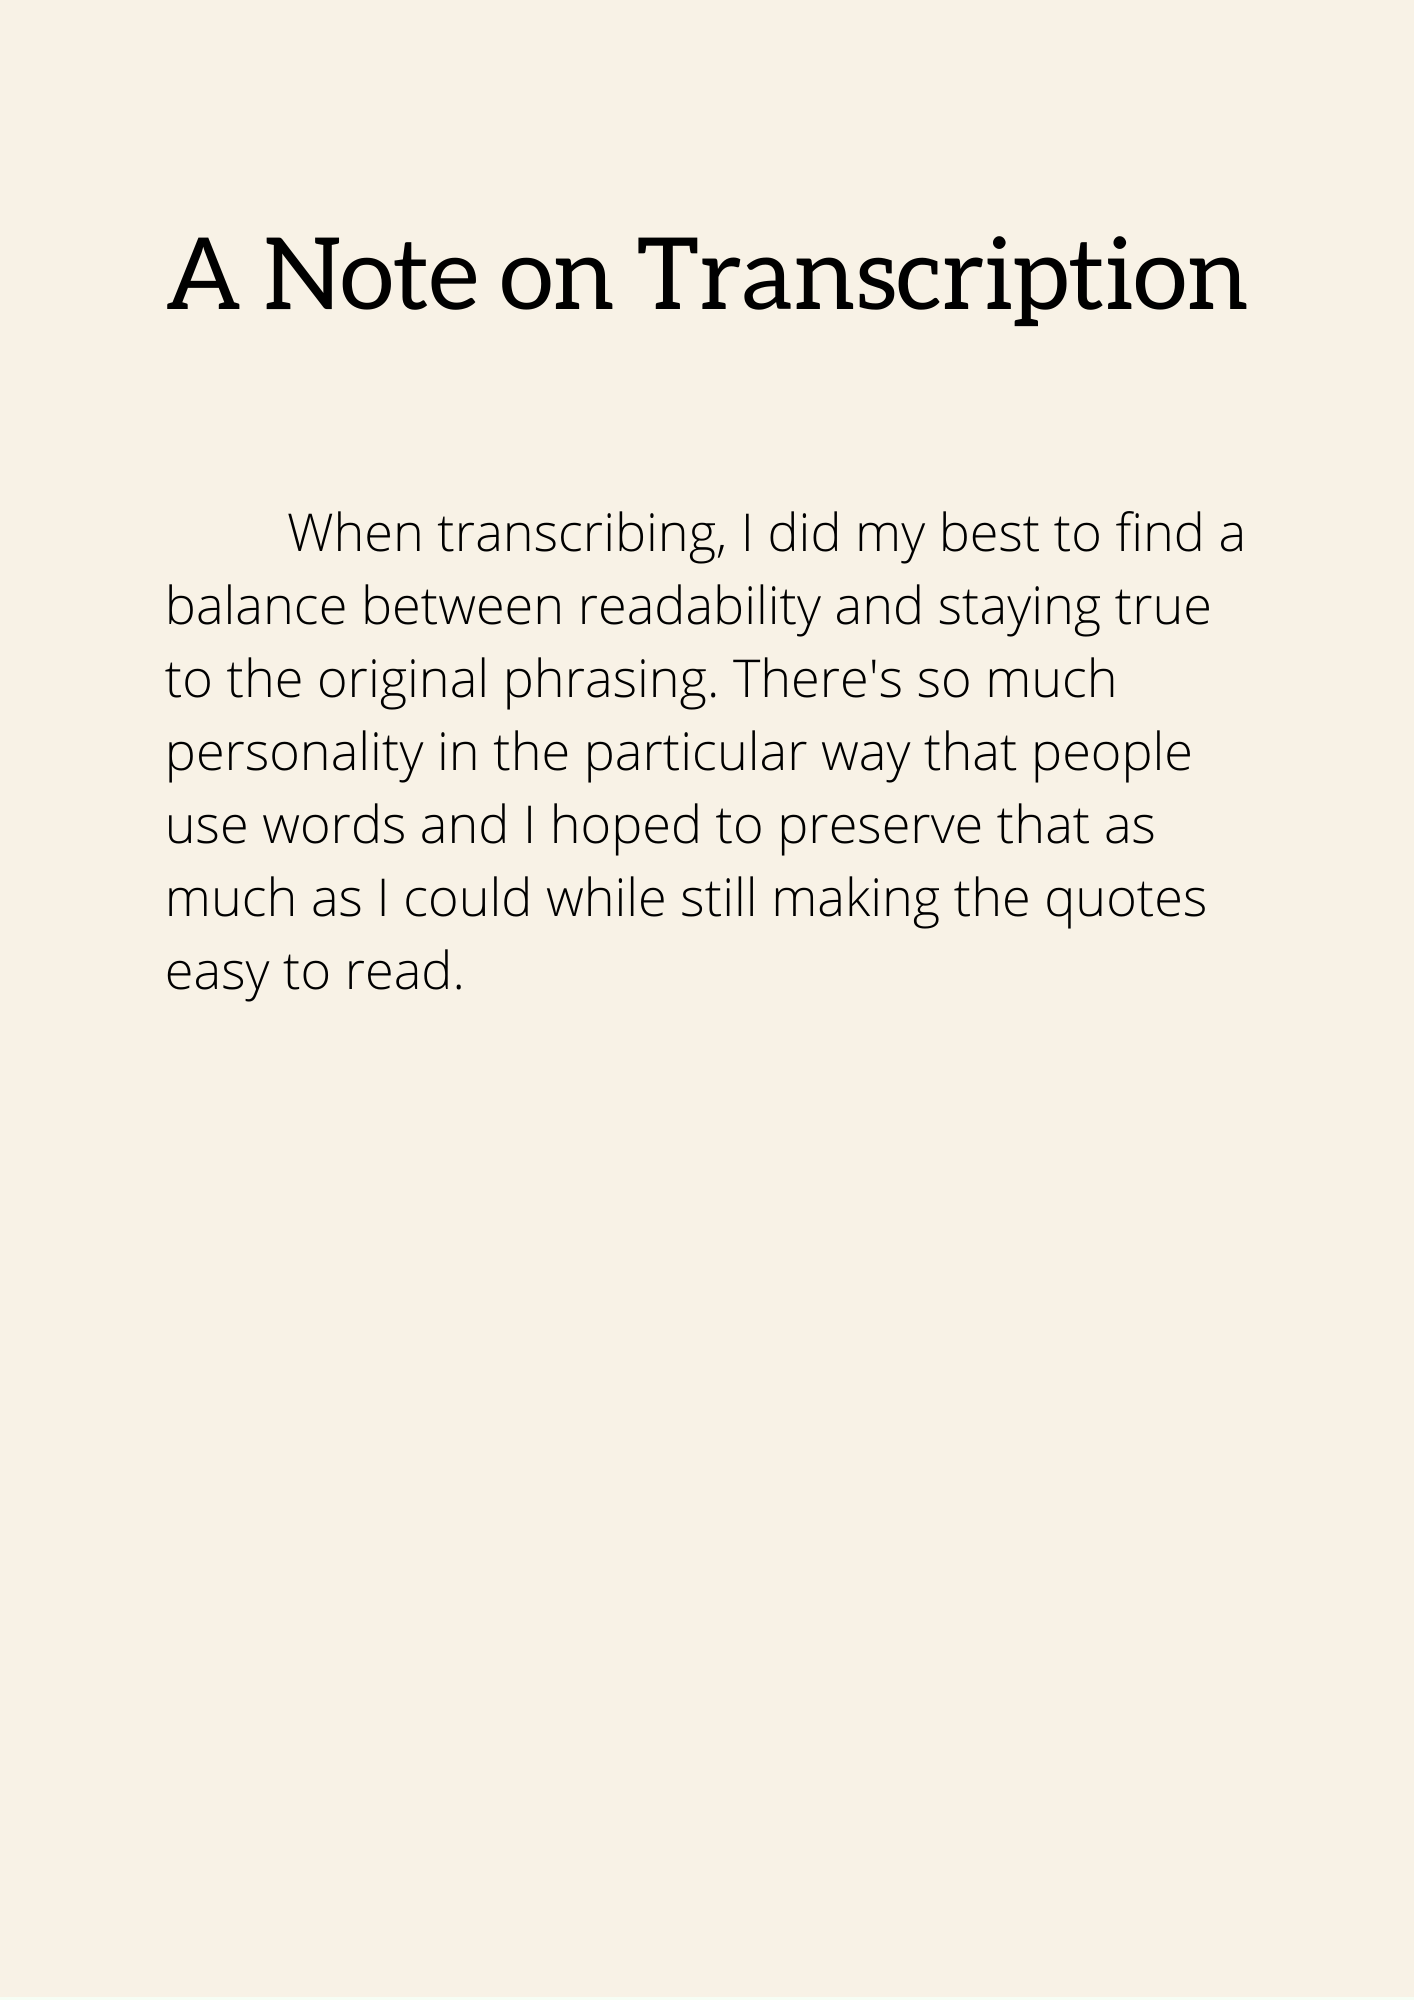 A Note on Transcription
When transcribing, I did my best to find a
balance between readability and staying true
to the original phrasing. There's so much
personality in the particular way that people
use words and I hoped to preserve that as
much as I could while still making the quotes
easy to read.